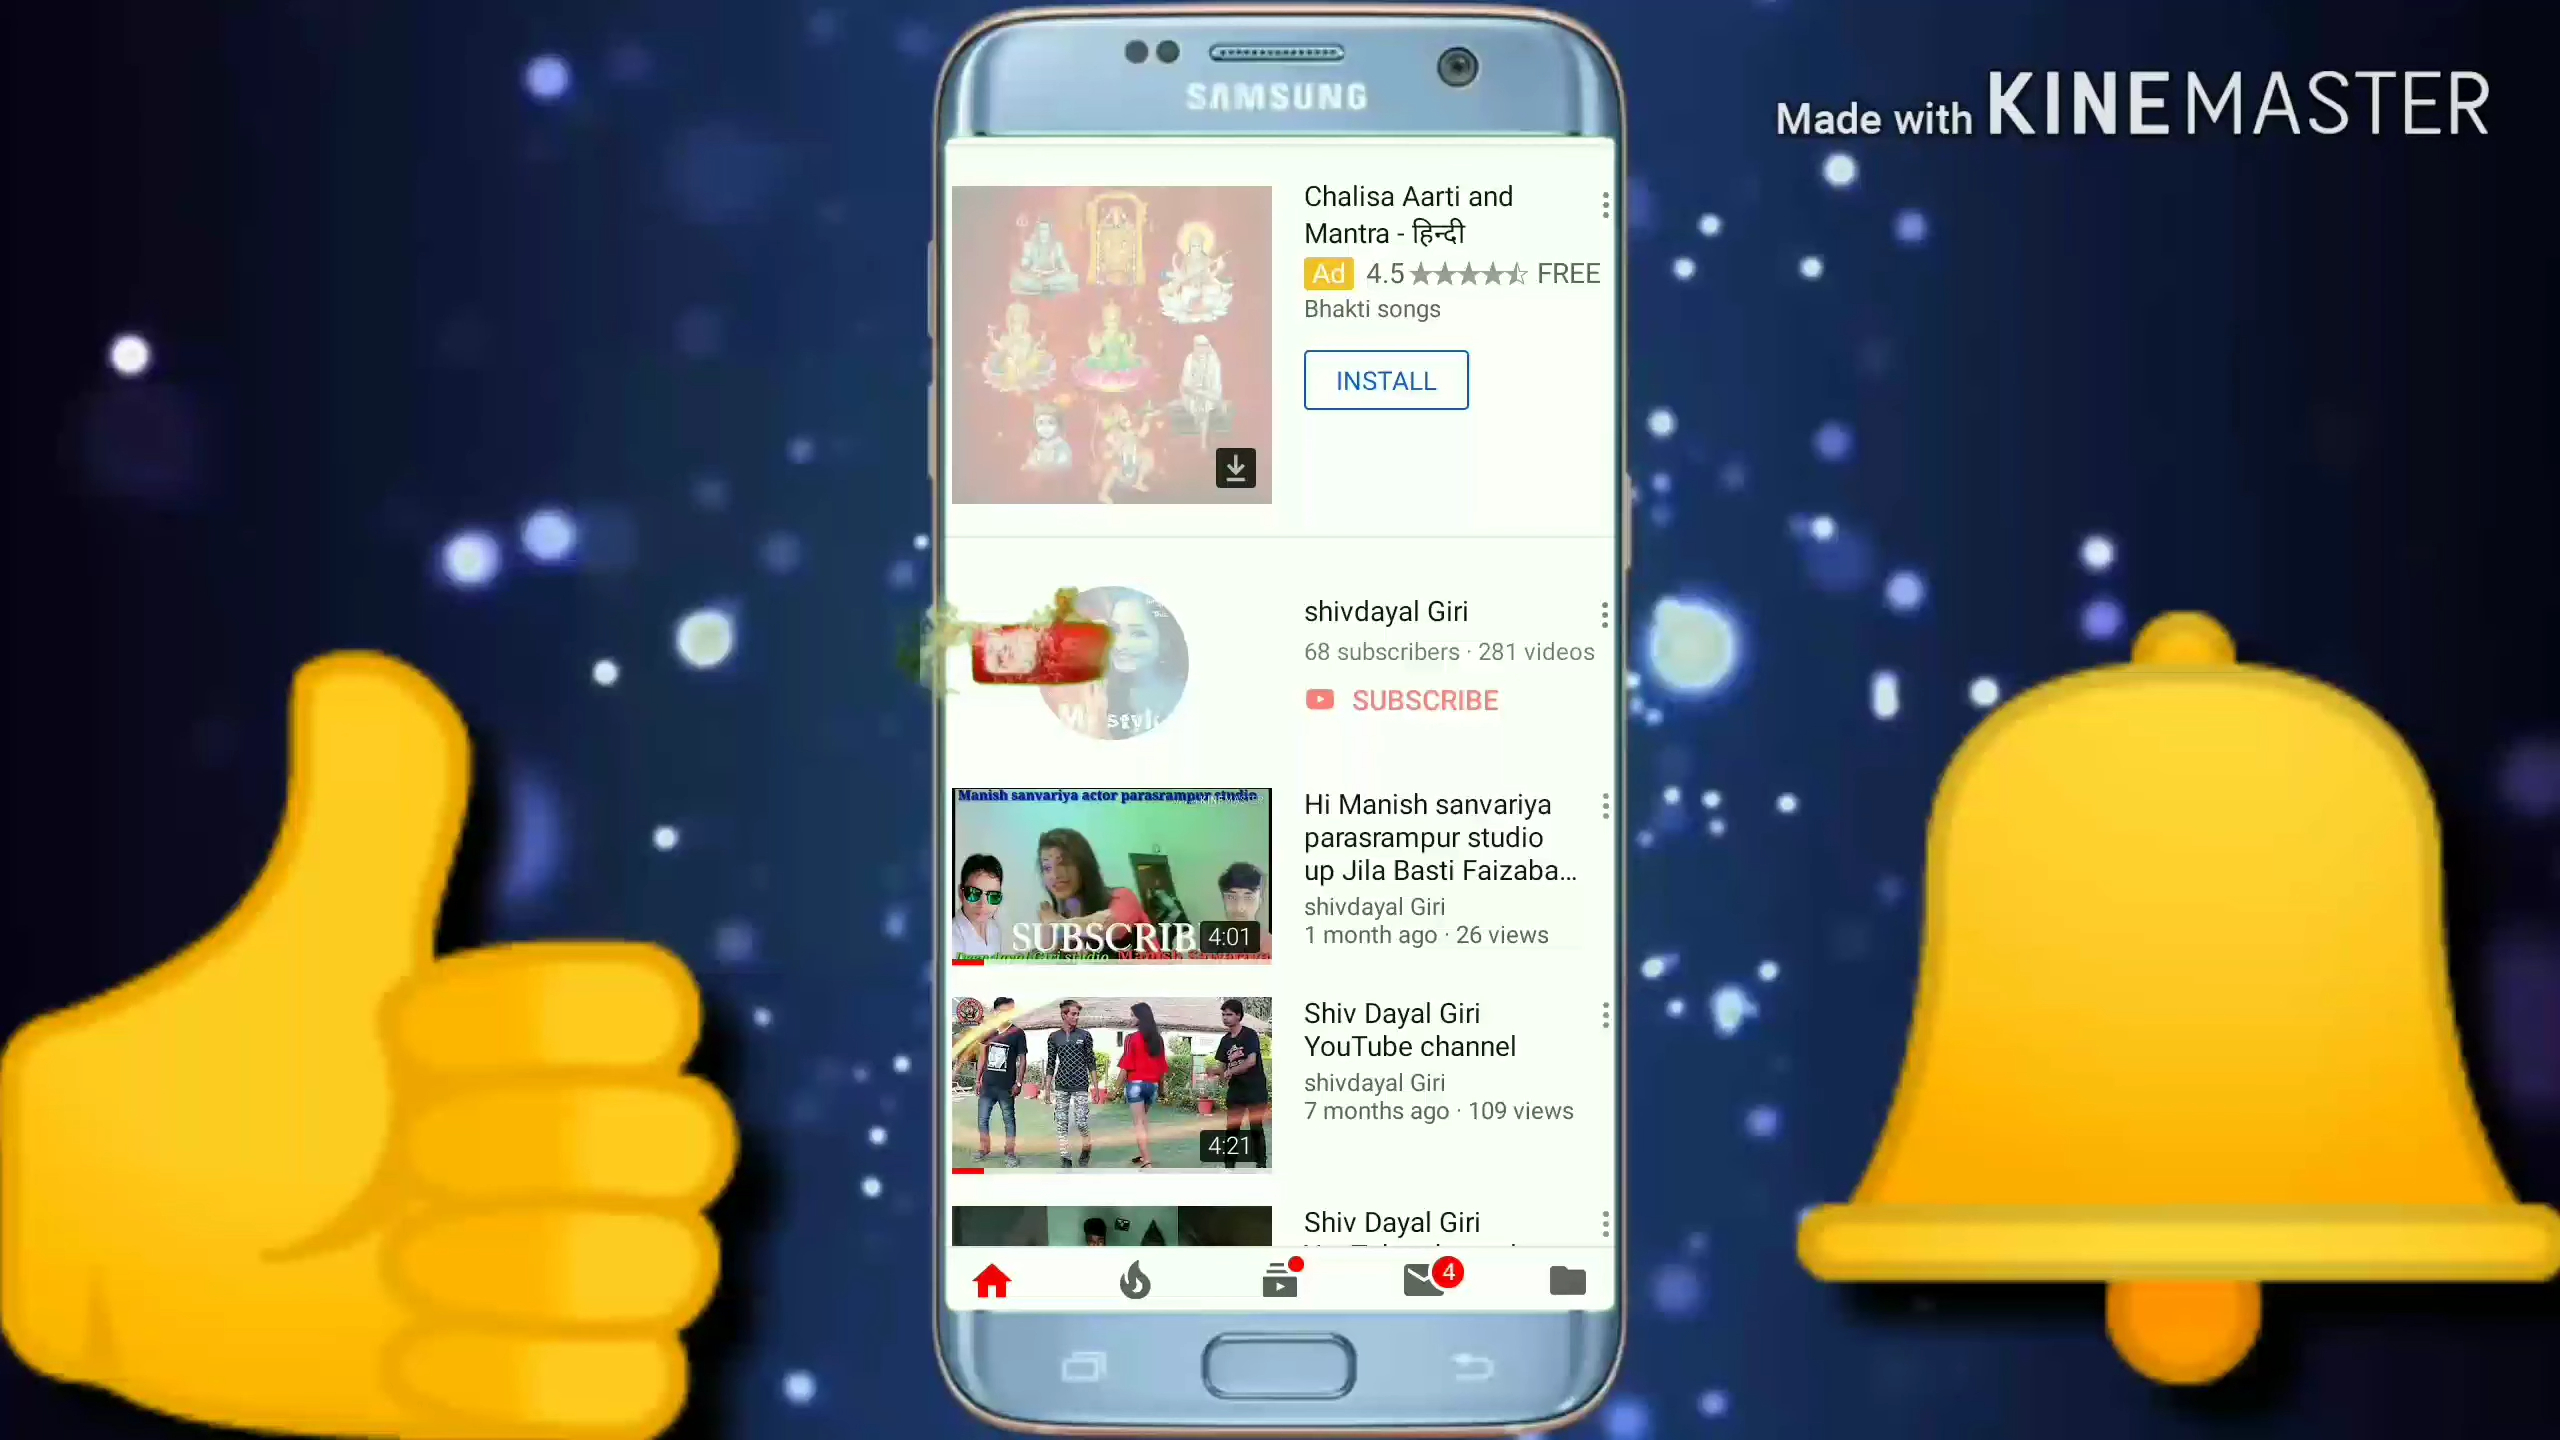 SAMSUNG
Made with KINEMASTER
Chalisa Aarti and
Mantra - हिन्दी
Ad 4.5 FREE
Bhakti songs
INSTALL
shivdayal Giri
68 subscribers · 281 videos
SUBSCRIBE
Manish sanvariya actor parasrampur studio
SUBSCRIB
4:01
Hi Manish sanvariya
parasrampur studio
up Jila Basti Faizaba...
shivdayal Giri
1 month ago · 26 views
4:21
Shiv Dayal Giri
YouTube channel
shivdayal Giri
7 months ago · 109 views
Shiv Dayal Giri
4